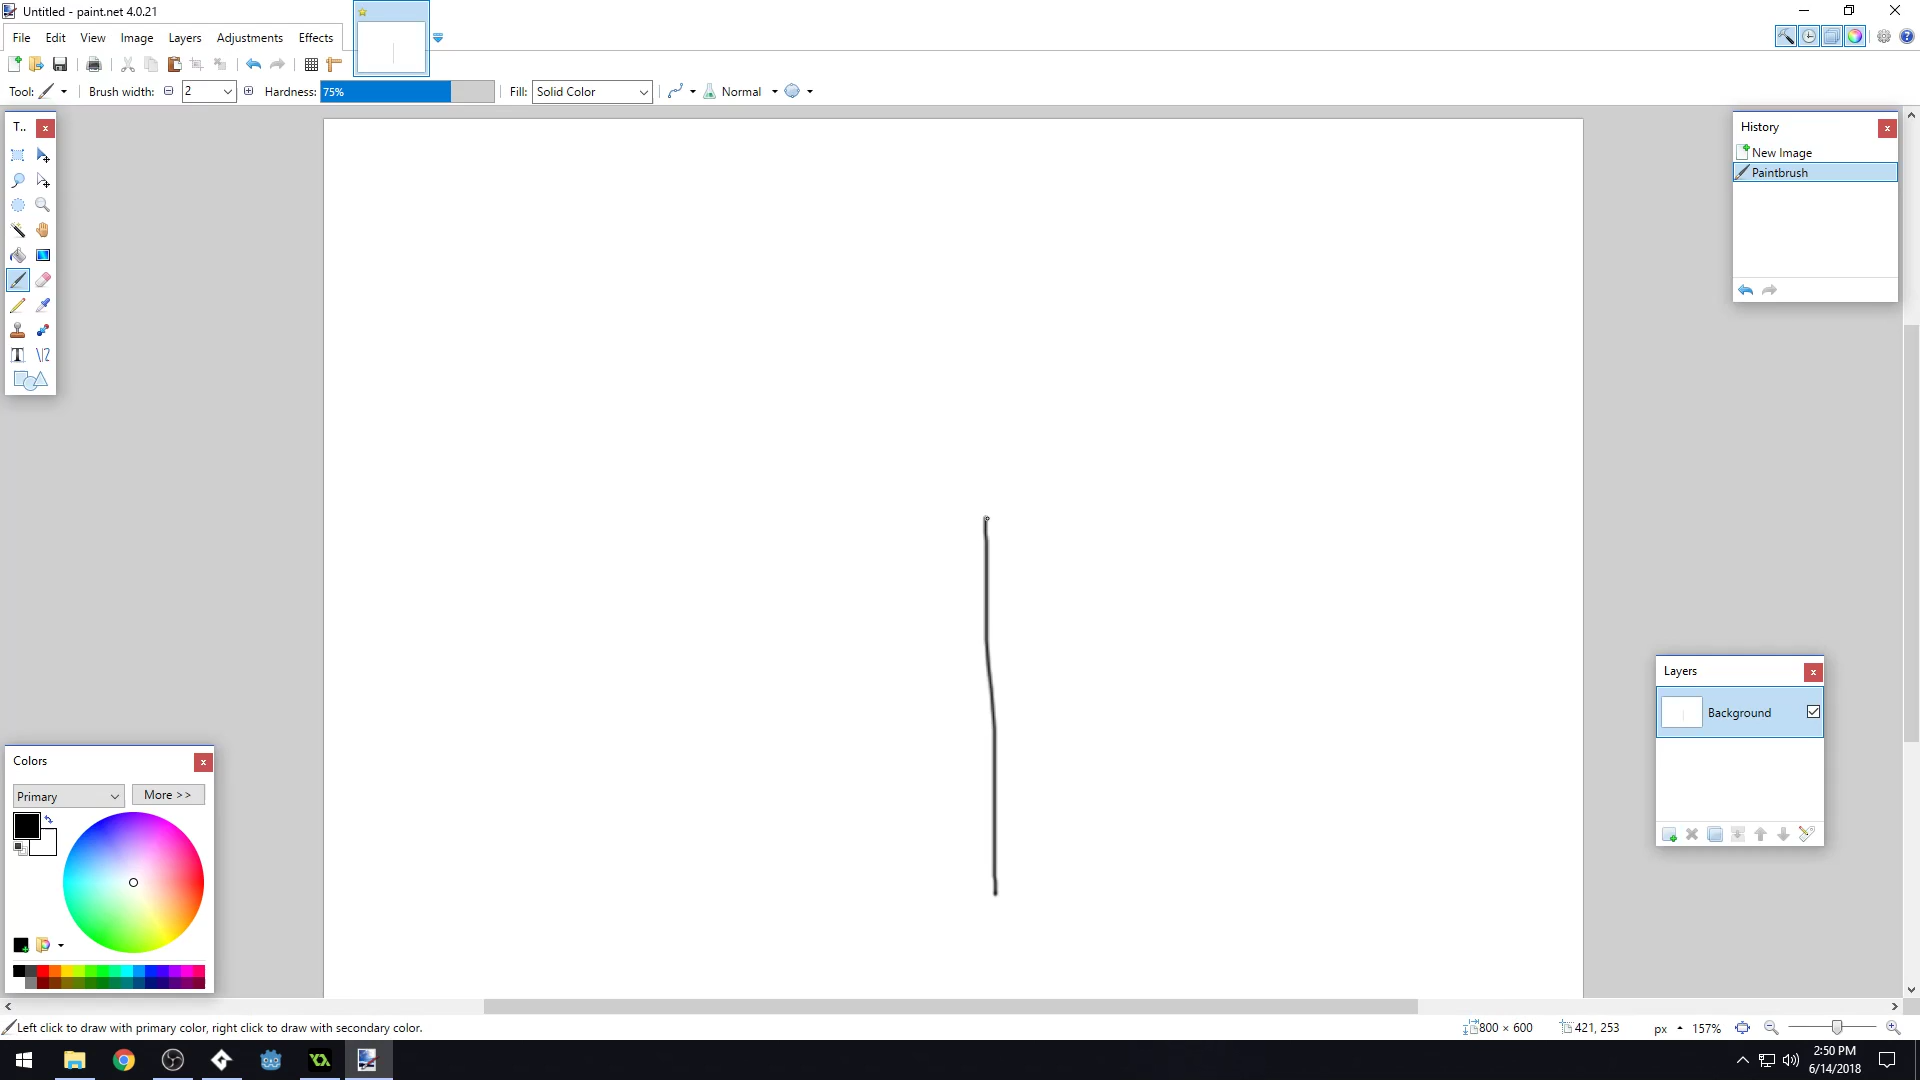 Untitled - paint.net 4.0.21
File Edit View Image Layers Adjustments Effects
Tool: Brush width: 2 Hardness: 75% Fill: Solid Color Normal
T..
History
New Image
Paintbrush
Layers
Background
Colors
Primary More >>
Left click to draw with primary color, right click to draw with secondary color.
800 × 600 421, 253 px 157%
2:50 PM
6/14/2018